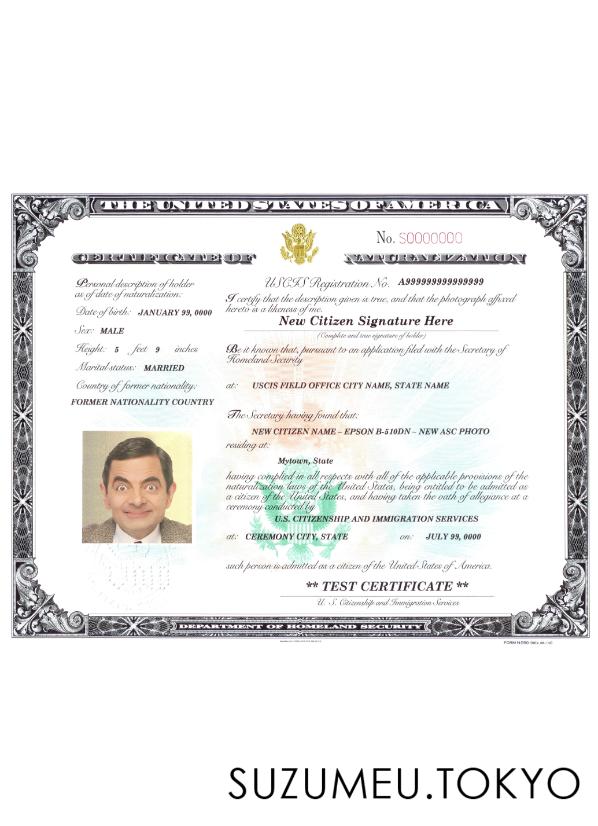 THE UNITED STATES OF AMERICA
No. S0000000
CERTIFICATE OF NATURALIZATION
Personal description of holder
as of date of naturalization:
Date of birth: JANUARY 99, 0000
Sex: MALE
Height: 5 feet 9 inches
Marital status: MARRIED
Country of former nationality:
FORMER NATIONALITY COUNTRY
USCIS Registration No. A999999999999999
I certify that the description given is true, and that the photograph affixed
hereto is a likeness of me.
New Citizen Signature Here
(Complete and true signature of holder)
Be it known that, pursuant to an application filed with the Secretary of
Homeland Security
at: USCIS FIELD OFFICE CITY NAME, STATE NAME
The Secretary having found that:
NEW CITIZEN NAME – EPSON B-510DN – NEW ASC PHOTO
residing at:
Mytown, State
having complied in all respects with all of the applicable provisions of the
naturalization laws of the United States, being entitled to be admitted as
a citizen of the United States, and having taken the oath of allegiance at a
ceremony conducted by
U.S. CITIZENSHIP AND IMMIGRATION SERVICES
at: CEREMONY CITY, STATE on: JULY 99, 0000
such person is admitted as a citizen of the United States of America.
** TEST CERTIFICATE **
U. S. Citizenship and Immigration Services
DEPARTMENT OF HOMELAND SECURITY
SUZUMEU.TOKYO